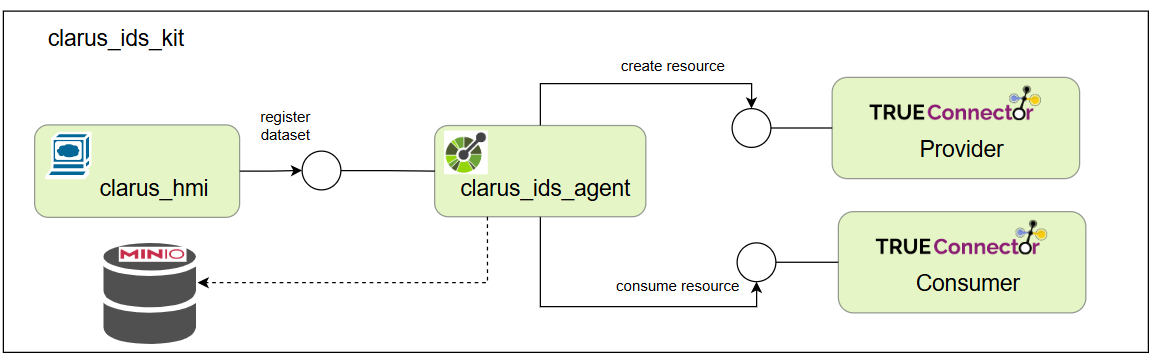 clarus_ids_kit
create resource
register
dataset
TRUE Connector
Provider
clarus_hmi
clarus_ids_agent
TRUE Connector
Consumer
MINIO
consume resource